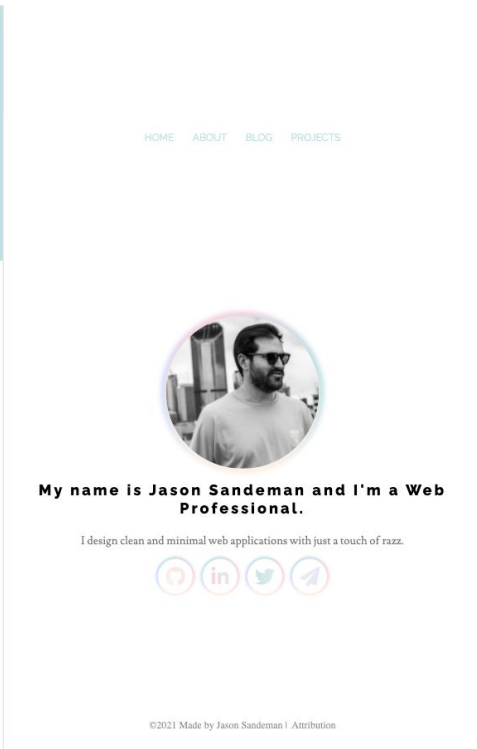 HOME ABOUT BLOG PROJECTS
My name is Jason Sandeman and I'm a Web
Professional.
I design clean and minimal web applications with just a touch of razz.
in
©2021 Made by Jason Sandeman | Attribution